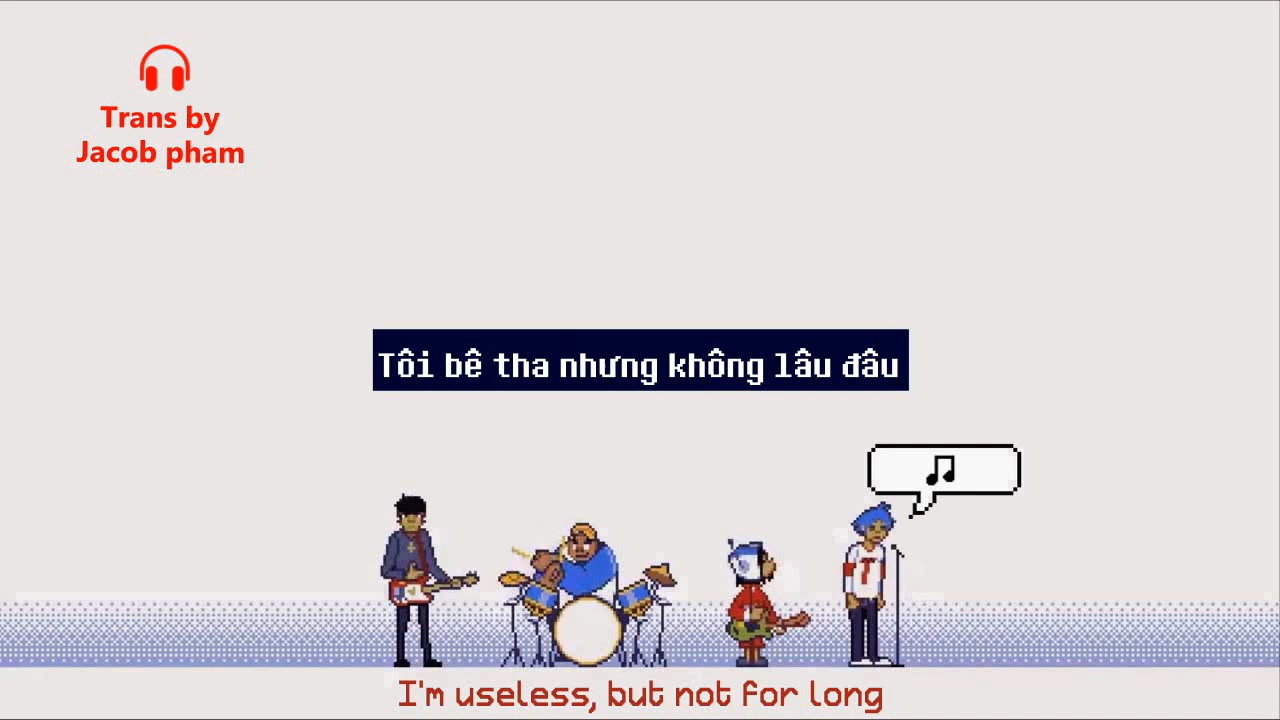 Trans by
Jacob pham
Tôi bê tha nhưng không lâu đâu
T
I'm useless, but not for long